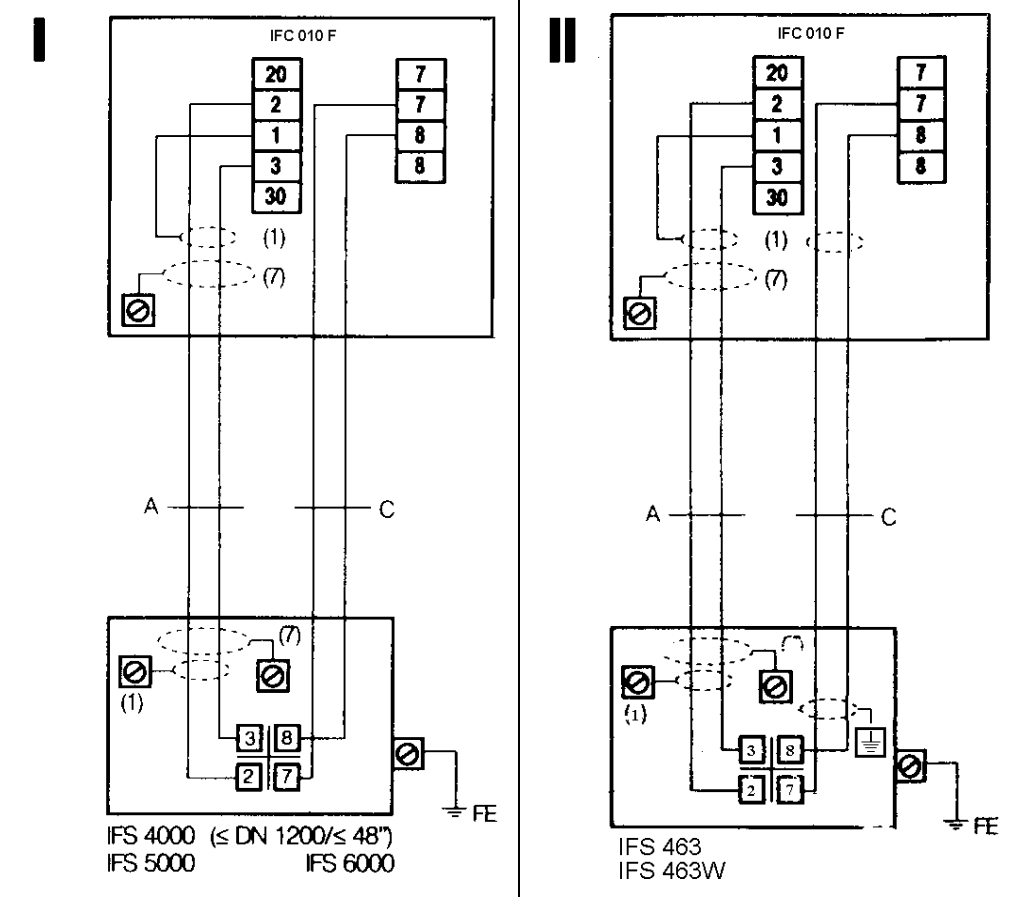 I
IFC 010 F
20
2
1
3
30
7
7
8
8
(1)
(7)
A
C
(7)
(1)
3 8
2 7
FE
IFS 4000 (≤ DN 1200/≤ 48")
IFS 5000 IFS 6000
II
IFC 010 F
20
2
1
3
30
7
7
8
8
(1)
(7)
A
C
(1)
3 8
2 7
FE
IFS 463
IFS 463W